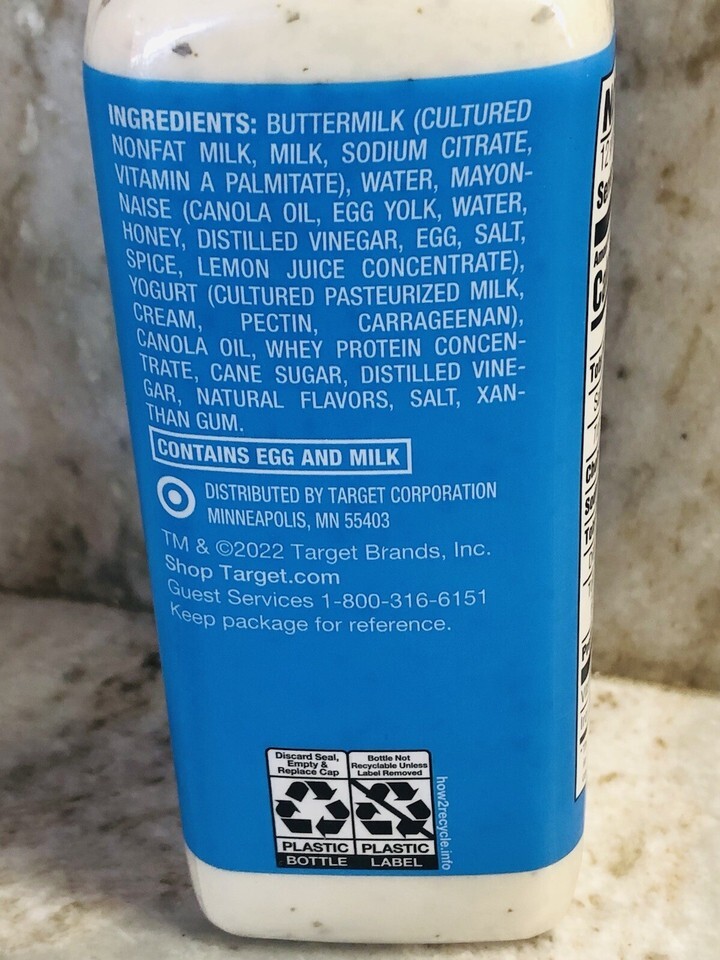 INGREDIENTS: BUTTERMILK (CULTURED
NONFAT MILK, MILK, SODIUM CITRATE,
VITAMIN A PALMITATE), WATER, MAYON-
NAISE (CANOLA OIL, EGG YOLK, WATER,
HONEY, DISTILLED VINEGAR, EGG, SALT,
SPICE, LEMON JUICE CONCENTRATE),
YOGURT (CULTURED PASTEURIZED MILK,
CREAM, PECTIN, CARRAGEENAN),
CANOLA OIL, WHEY PROTEIN CONCEN-
TRATE, CANE SUGAR, DISTILLED VINE-
GAR, NATURAL FLAVORS, SALT, XAN-
THAN GUM.
CONTAINS EGG AND MILK
DISTRIBUTED BY TARGET CORPORATION
MINNEAPOLIS, MN 55403
TM & ©2022 Target Brands, Inc.
Shop Target.com
Guest Services 1-800-316-6151
Keep package for reference.
Discard Seal,
Empty &
Replace Cap
PLASTIC
BOTTLE
Bottle Not
Recyclable Unless
Label Removed
PLASTIC
LABEL
how2recycle.info